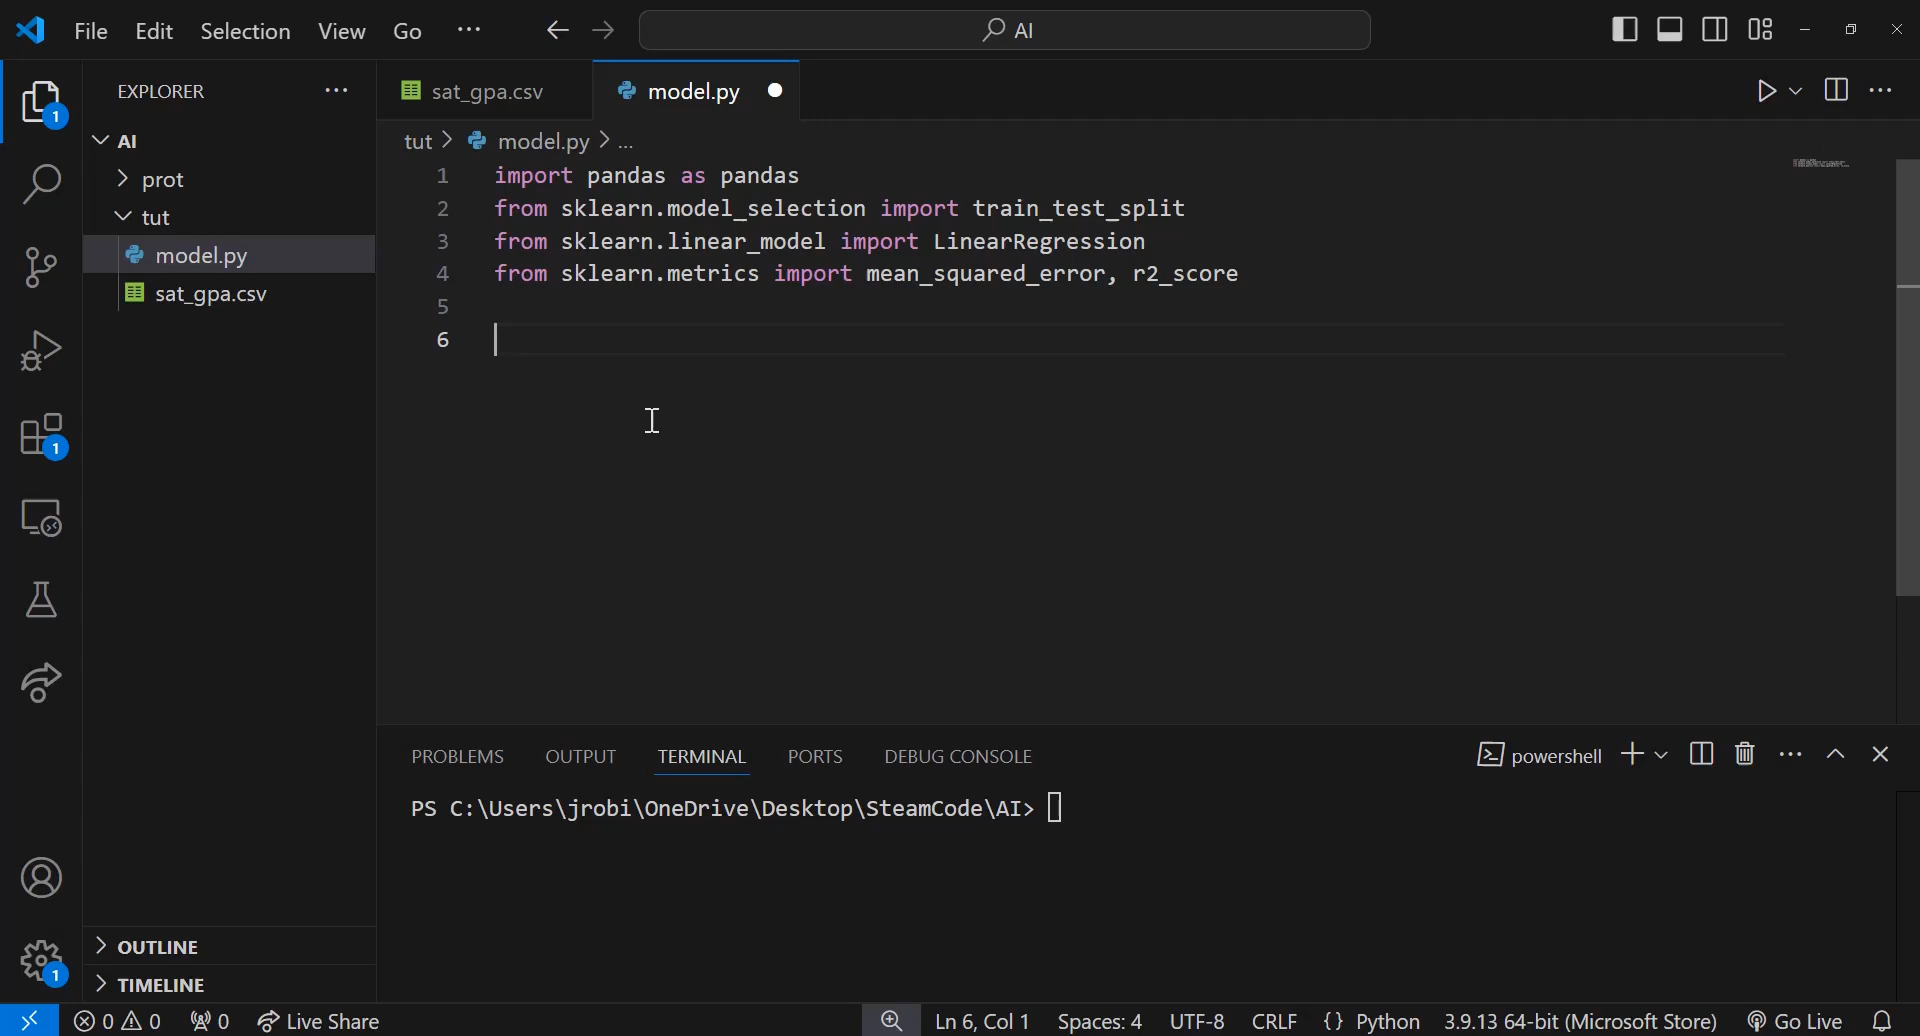 File Edit Selection View Go ... AI
EXPLORER ...
sat_gpa.csv model.py
AI
prot
tut
model.py
sat_gpa.csv
OUTLINE
TIMELINE
1
1
1
tut > model.py > ...
1 import pandas as pandas
2 from sklearn.model_selection import train_test_split
3 from sklearn.linear_model import LinearRegression
4 from sklearn.metrics import mean_squared_error, r2_score
5
6
PROBLEMS OUTPUT TERMINAL PORTS DEBUG CONSOLE powershell
PS C:\Users\jrobi\OneDrive\Desktop\SteamCode\AI>
0 0 0 Live Share Ln 6, Col 1 Spaces: 4 UTF-8 CRLF {} Python 3.9.13 64-bit (Microsoft Store) Go Live